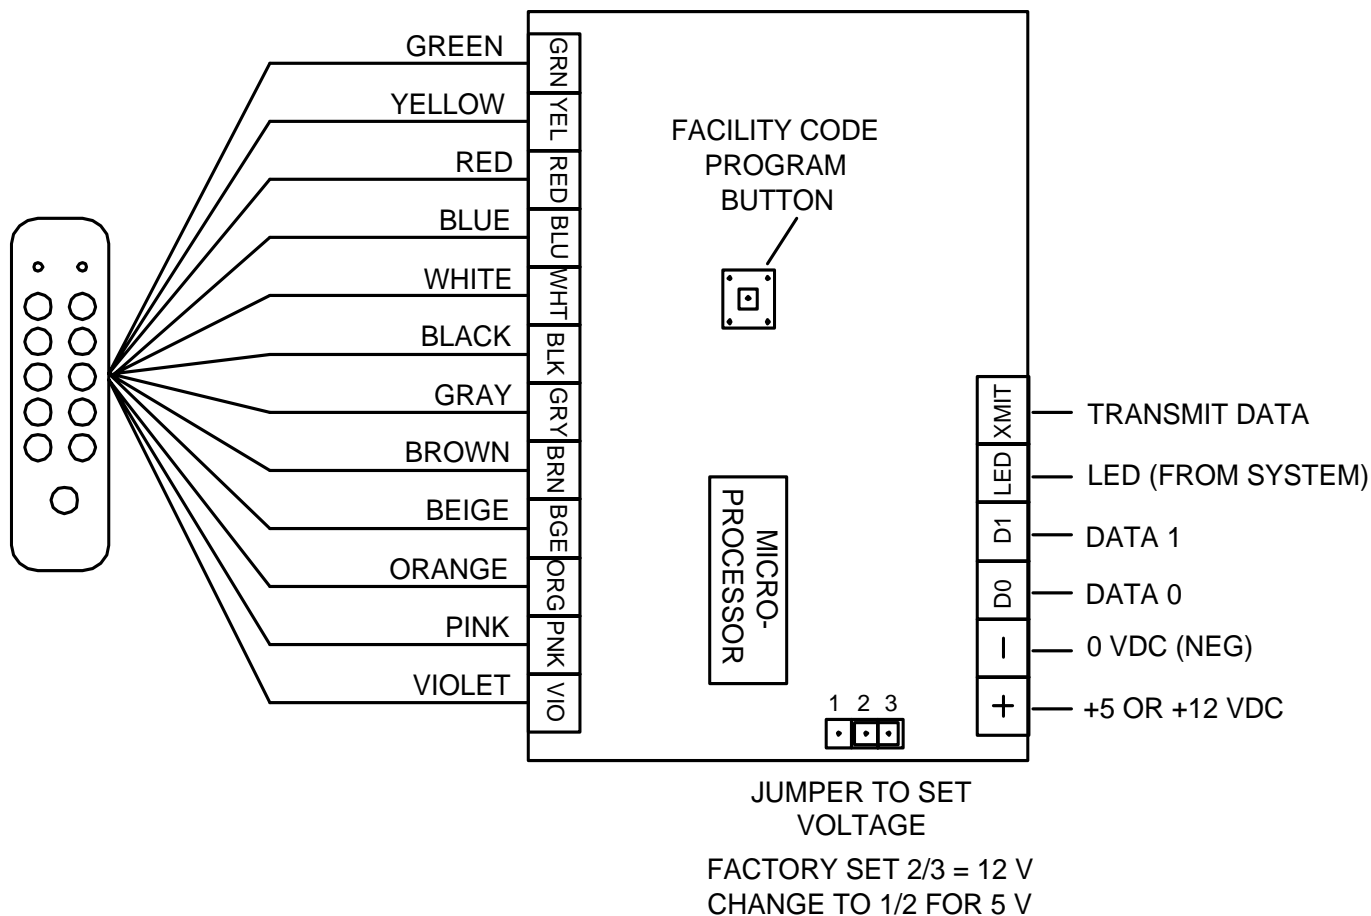 GREEN
YELLOW
RED
BLUE
WHITE
BLACK
GRAY
BROWN
BEIGE
ORANGE
PINK
VIOLET
GRN
YEL
RED
BLU
WHT
BLK
GRY
BRN
BGE
ORG
PNK
VIO
FACILITY CODE
PROGRAM
BUTTON
MICRO-
PROCESSOR
1 2 3
XMIT
LED
D1
D0
−
+
TRANSMIT DATA
LED (FROM SYSTEM)
DATA 1
DATA 0
0 VDC (NEG)
+5 OR +12 VDC
JUMPER TO SET
VOLTAGE
FACTORY SET 2/3 = 12 V
CHANGE TO 1/2 FOR 5 V